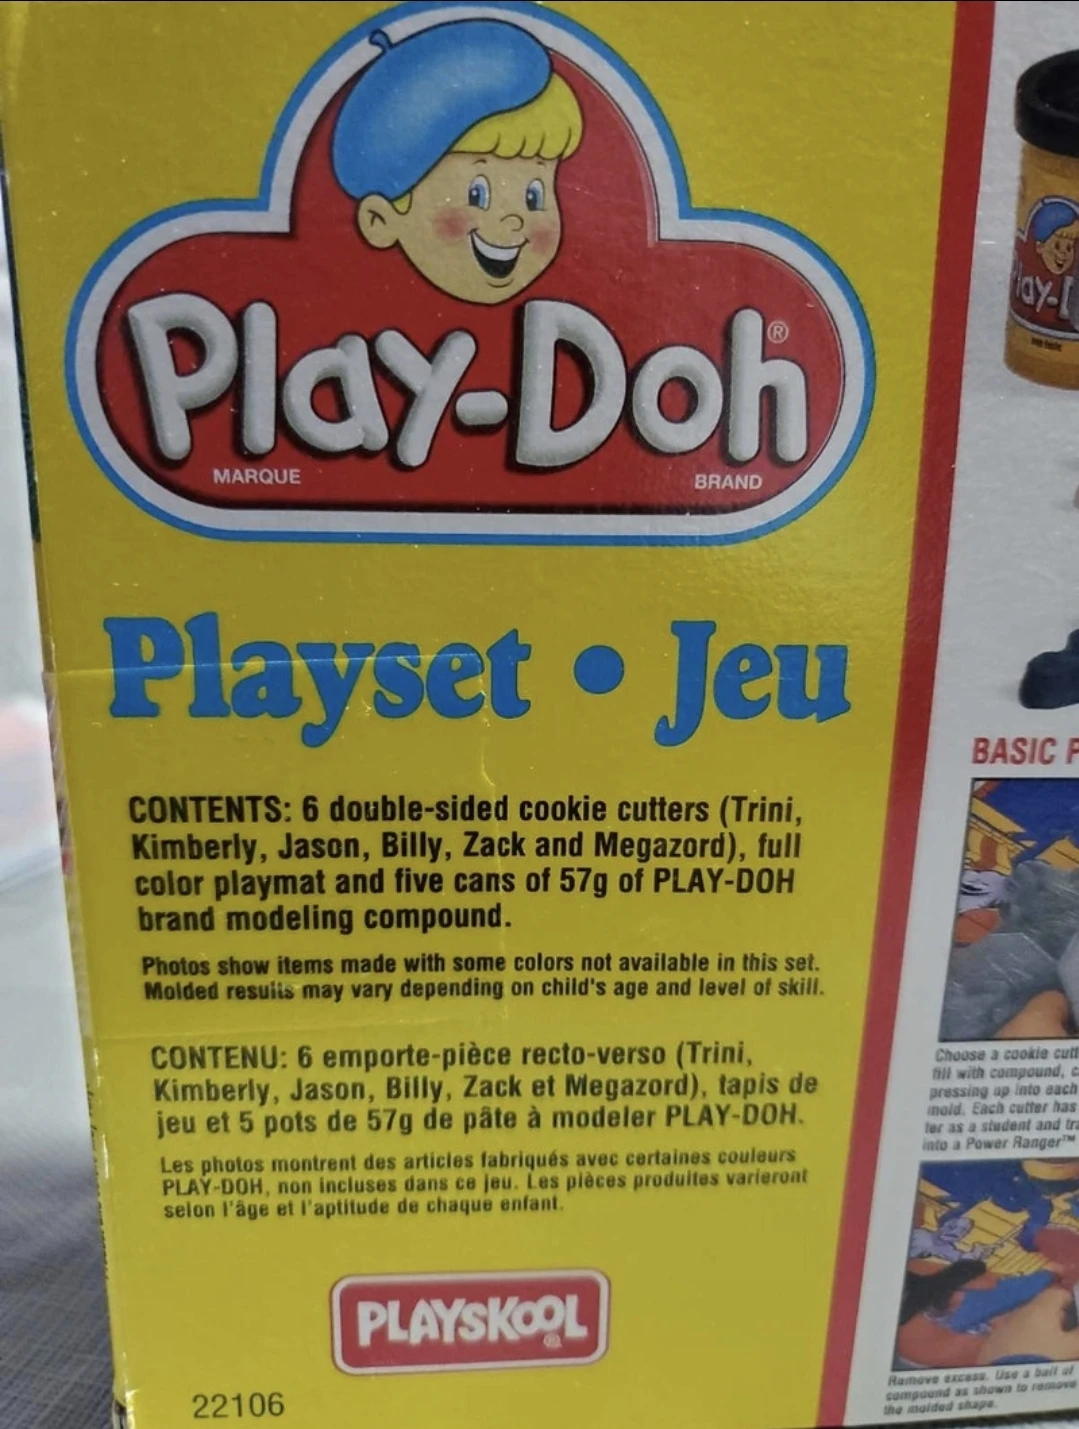 Play-Doh®
MARQUE
BRAND
Playset • Jeu
CONTENTS: 6 double-sided cookie cutters (Trini,
Kimberly, Jason, Billy, Zack and Megazord), full
color playmat and five cans of 57g of PLAY-DOH
brand modeling compound.
Photos show items made with some colors not available in this set.
Molded results may vary depending on child's age and level of skill.
CONTENU: 6 emporte-pièce recto-verso (Trini,
Kimberly, Jason, Billy, Zack et Megazord), tapis de
jeu et 5 pots de 57g de pâte à modeler PLAY-DOH.
Les photos montrent des articles fabriqués avec certaines couleurs
PLAY-DOH, non incluses dans ce jeu. Les pièces produites varieront
selon l'âge et l'aptitude de chaque enfant.
PLAYSKOOL®
22106
BASIC
Choose a cookie
fill with compound,
pressing up into each
mold. Each cutter has
as a student and
into a Power Ranger™
Remove excess. Use a ball of
compound as shown to remove
the molded shape.